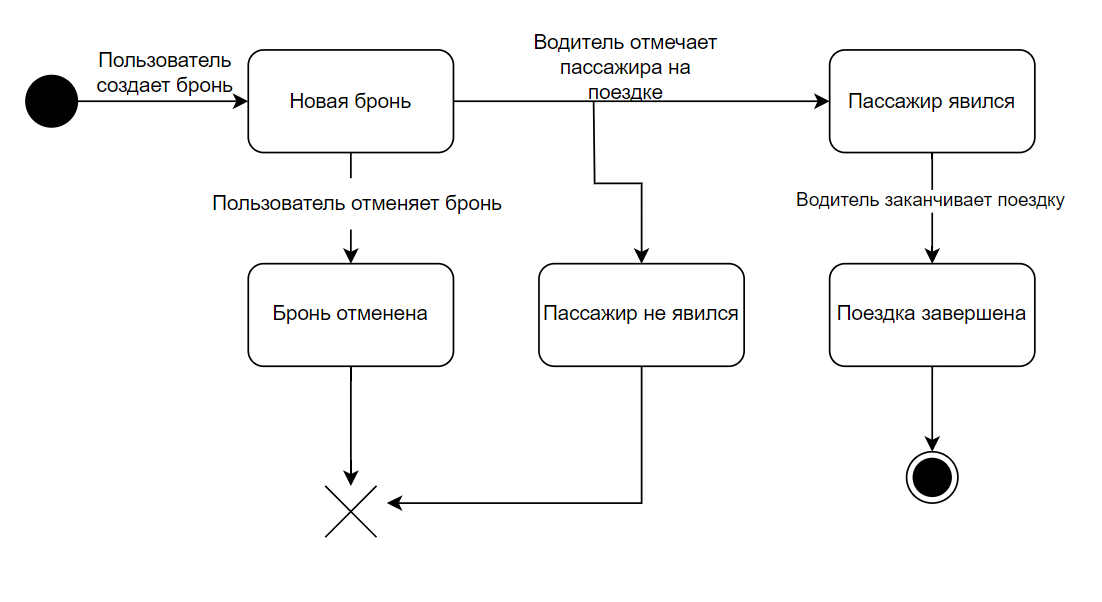 Пользователь
создает бронь
Новая бронь
Водитель отмечает
пассажира на
поездке
Пассажир явился
Пользователь отменяет бронь
Водитель заканчивает поездку
Бронь отменена
Пассажир не явился
Поездка завершена